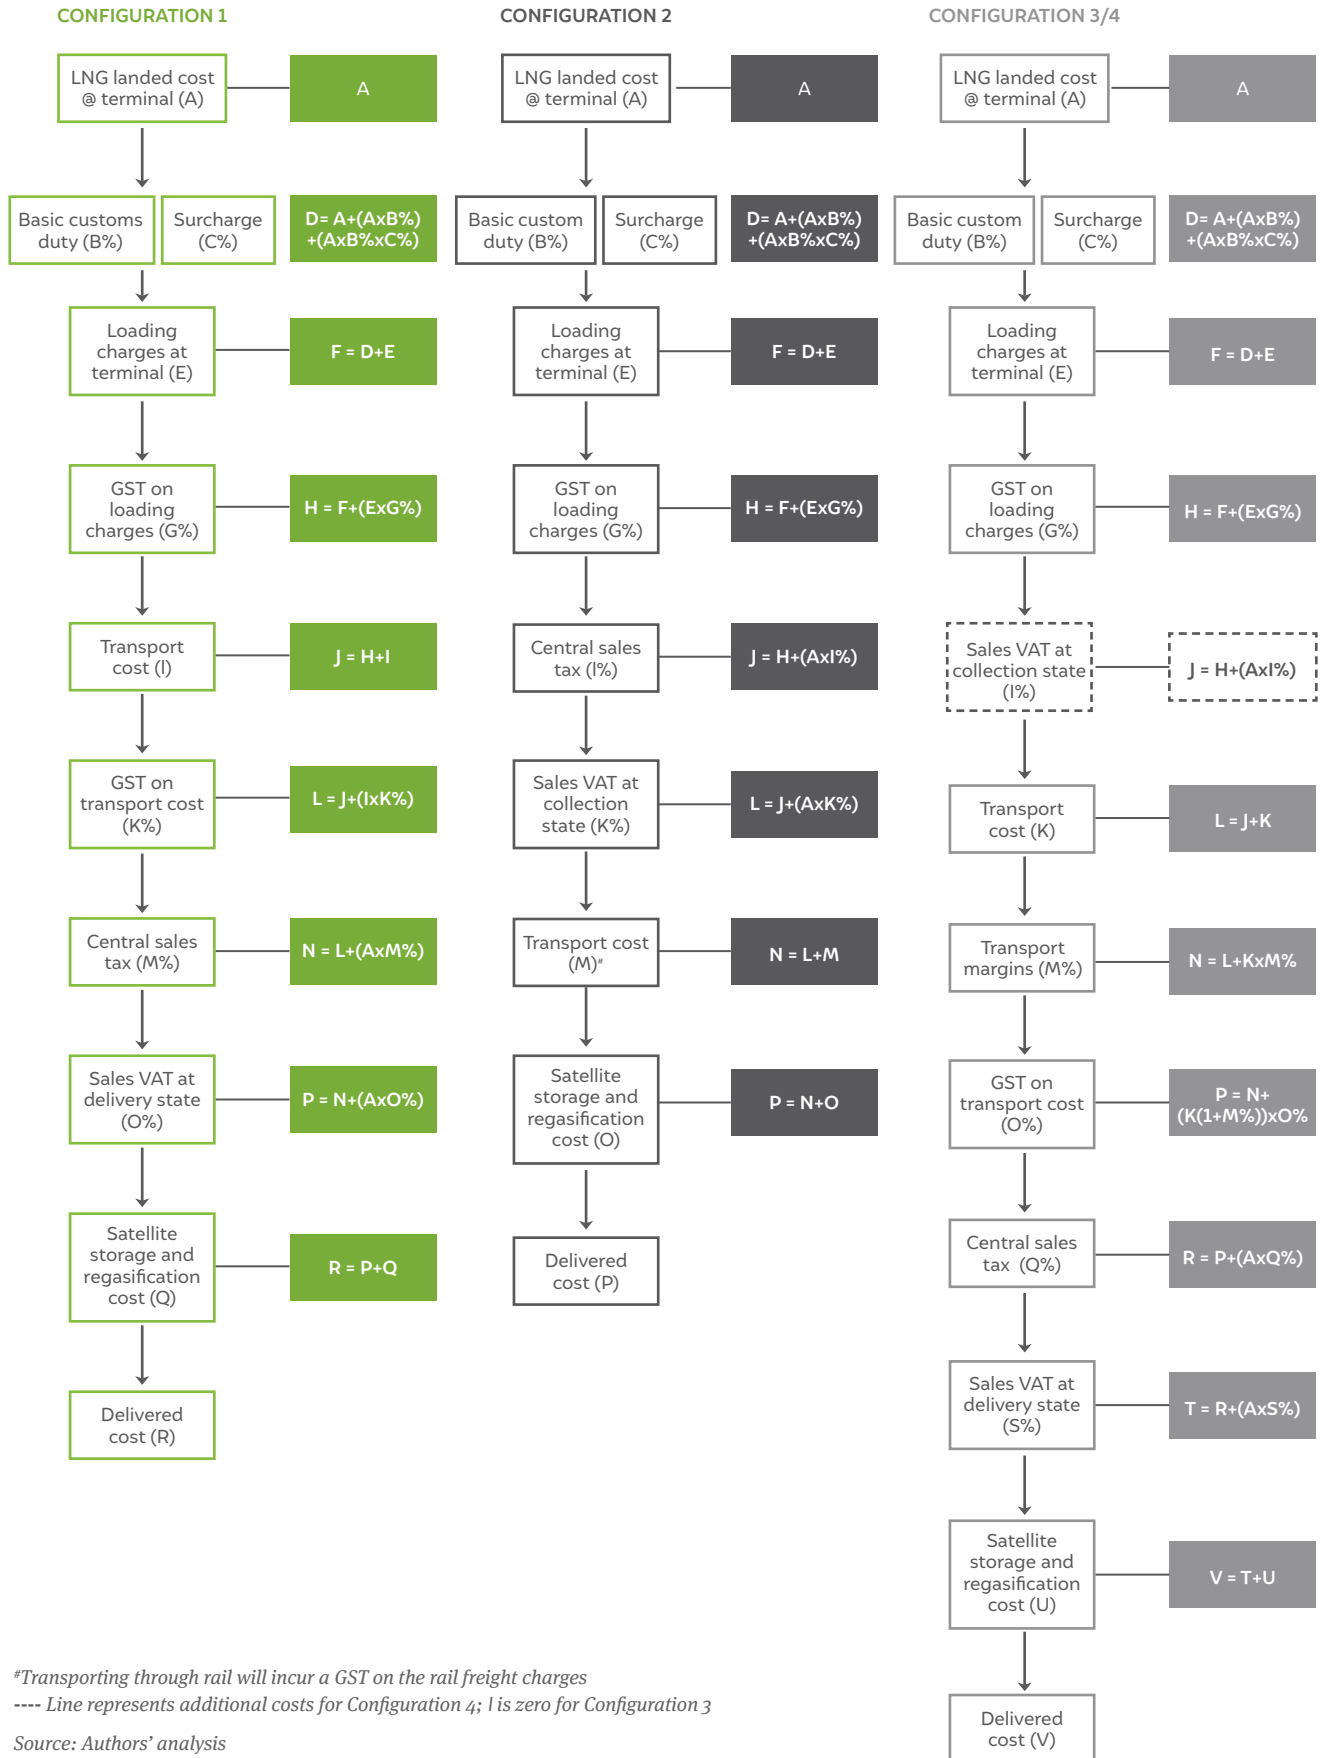 CONFIGURATION 1
LNG landed cost
@ terminal (A)
A
Basic customs
duty (B%)
Surcharge
(C%)
D= A+(AxB%)
+(AxB%xC%)
Loading
charges at
terminal (E)
F = D+E
GST on
loading
charges (G%)
H = F+(ExG%)
Transport
cost (I)
J = H+I
GST on
transport cost
(K%)
L = J+(IxK%)
Central sales
tax (M%)
N = L+(AxM%)
Sales VAT at
delivery state
(O%)
P = N+(AxO%)
Satellite
storage and
regasification
cost (Q)
R = P+Q
Delivered
cost (R)
CONFIGURATION 2
LNG landed cost
@ terminal (A)
A
Basic custom
duty (B%)
Surcharge
(C%)
D= A+(AxB%)
+(AxB%xC%)
Loading
charges at
terminal (E)
F = D+E
GST on
loading
charges (G%)
H = F+(ExG%)
Central sales
tax (I%)
J = H+(AxI%)
Sales VAT at
collection
state (K%)
L = J+(AxK%)
Transport cost
(M)#
N = L+M
Satellite
storage and
regasification
cost (O)
P = N+O
Delivered
cost (P)
CONFIGURATION 3/4
LNG landed cost
@ terminal (A)
A
Basic custom
duty (B%)
Surcharge
(C%)
D= A+(AxB%)
+(AxB%xC%)
Loading
charges at
terminal (E)
F = D+E
GST on
loading
charges (G%)
H = F+(ExG%)
Sales VAT at
collection state
(I%)
J = H+(AxI%)
Transport
cost (K)
L = J+K
Transport
margins (M%)
N = L+KxM%
GST on
transport cost
(O%)
P = N+
(K(1+M%))xO%
Central sales
tax (Q%)
R = P+(AxQ%)
Sales VAT at
delivery state
(S%)
T = R+(AxS%)
Satellite
storage and
regasification
cost (U)
V = T+U
Delivered
cost (V)
#Transporting through rail will incur a GST on the rail freight charges
---- Line represents additional costs for Configuration 4; I is zero for Configuration 3
Source: Authors' analysis